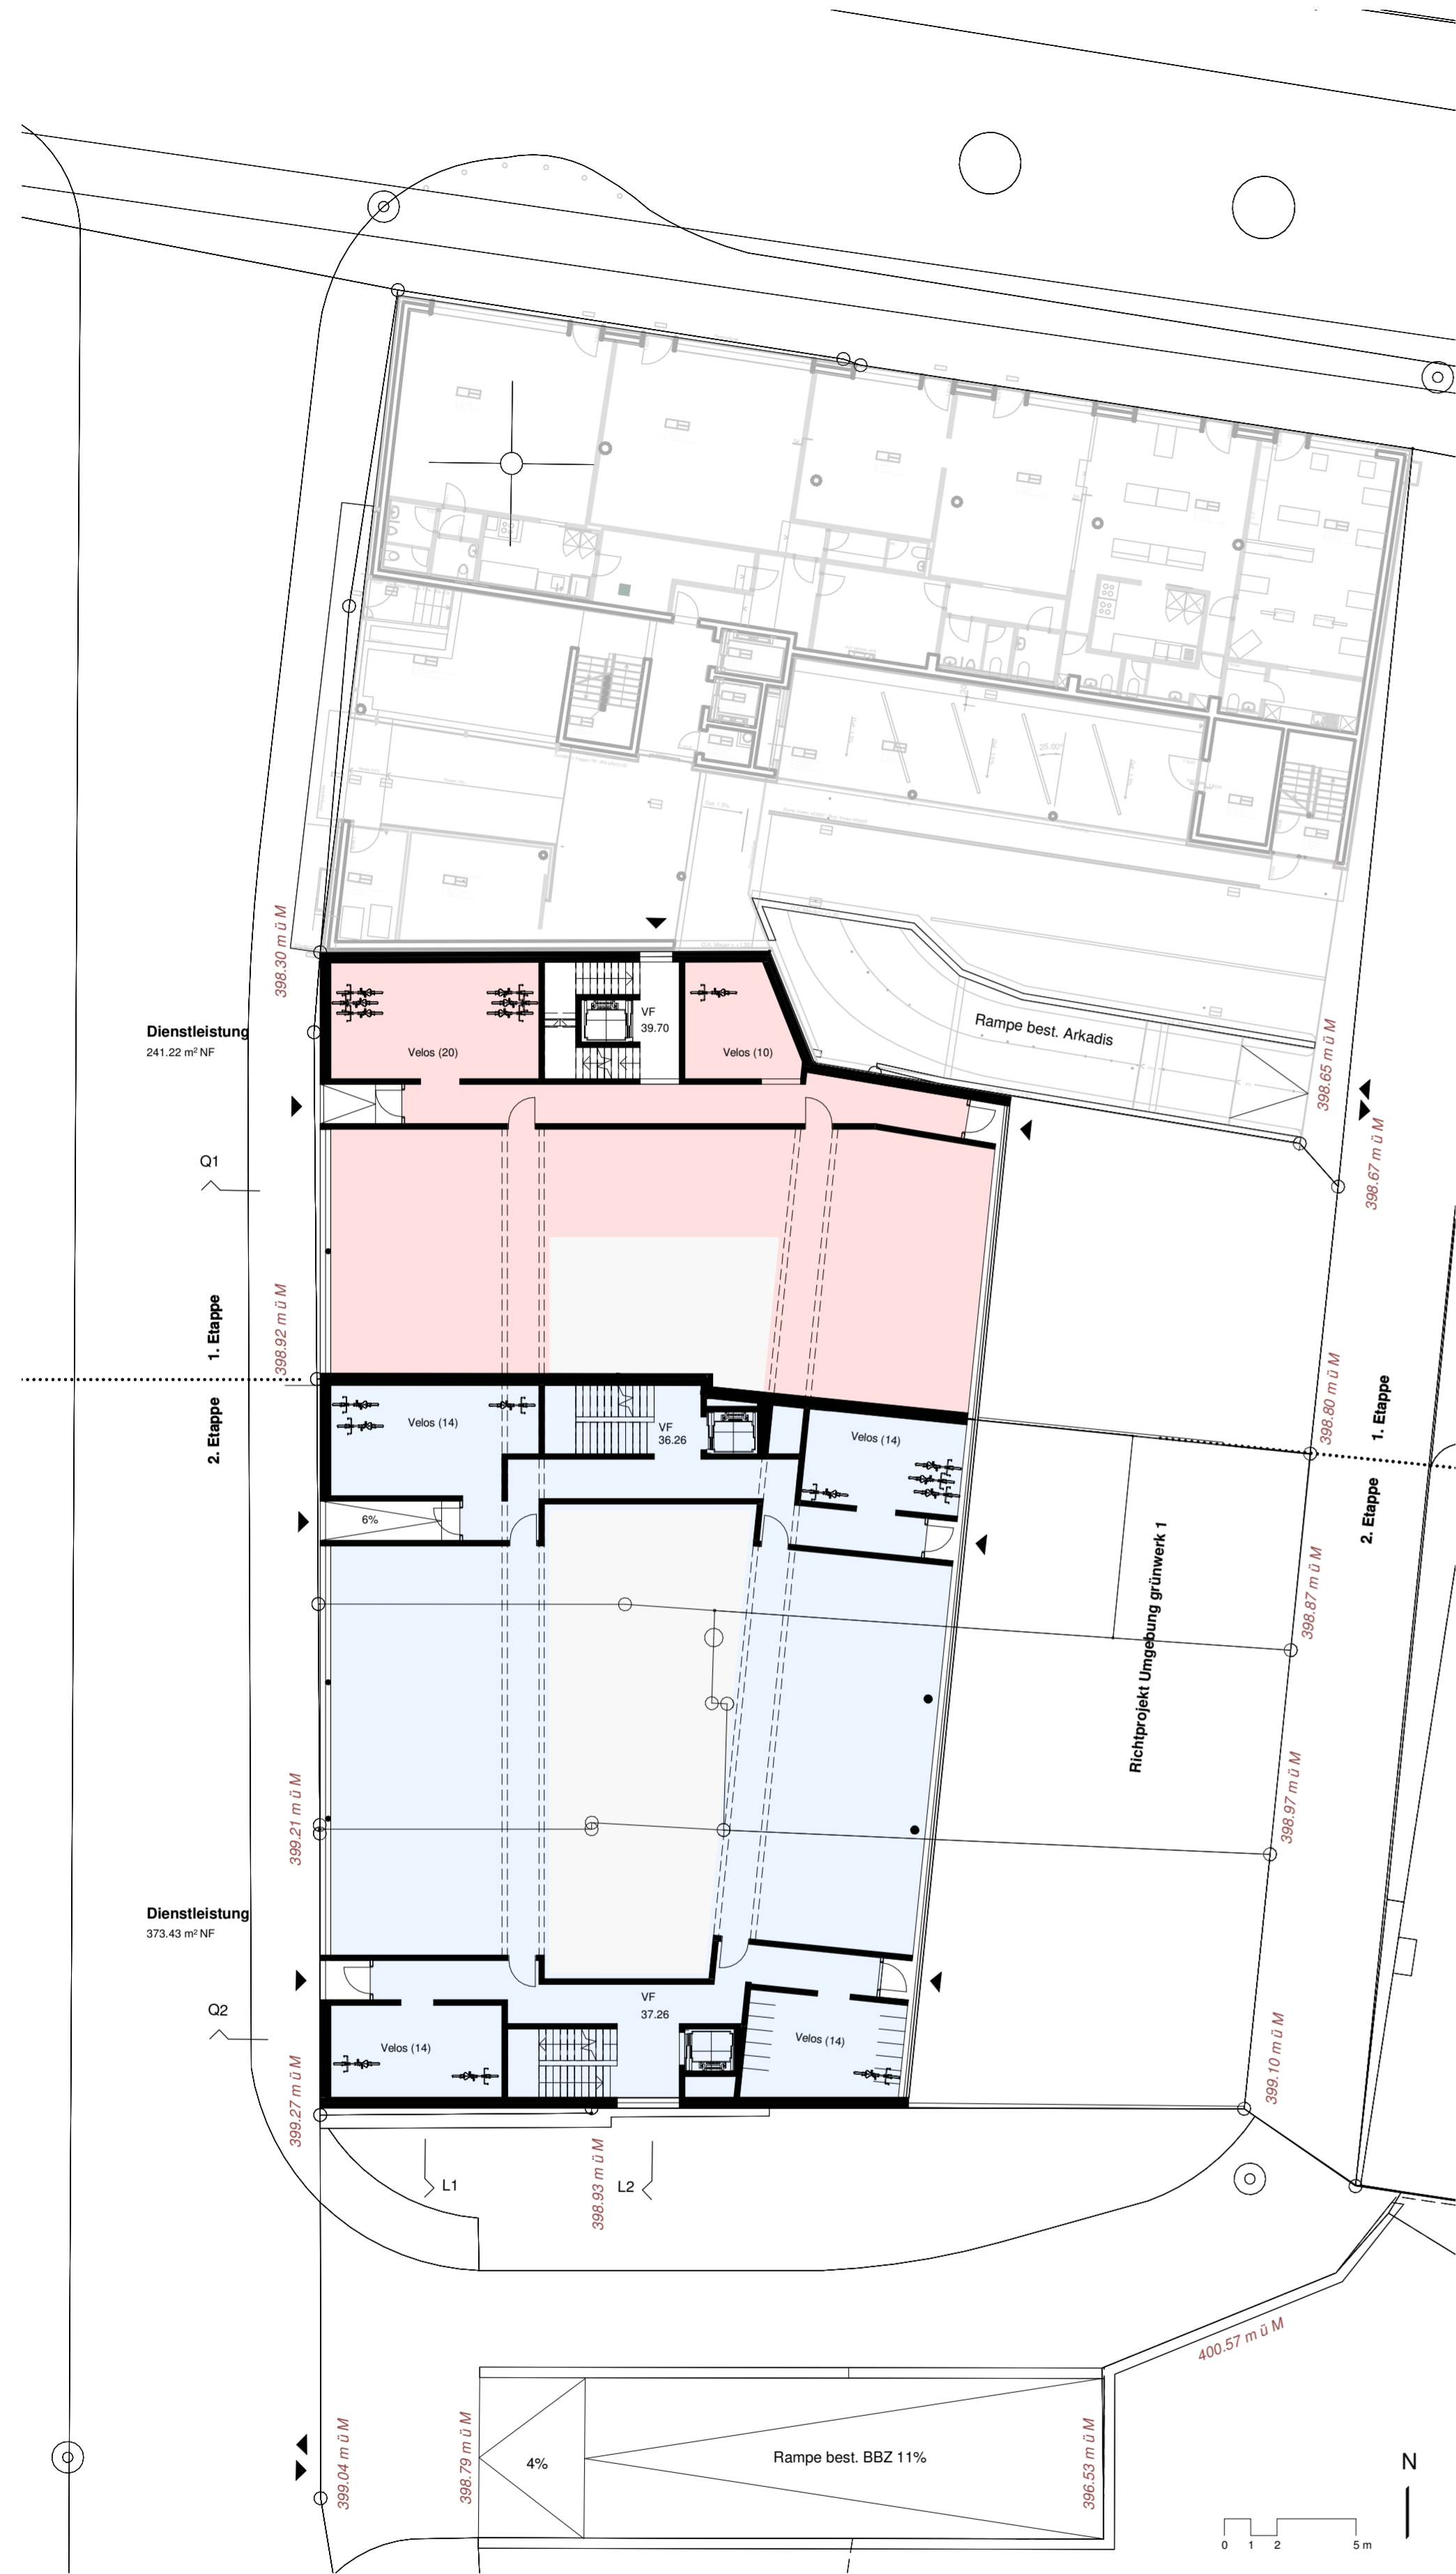 25.00°
398.30 m ü M
VF
39.70
Dienstleistung
241.22 m² NF
Velos (20)
Velos (10)
Rampe best. Arkadis
398.65 m ü M
398.67 m ü M
Q1
398.92 m ü M
1. Etappe
2. Etappe
Velos (14)
VF
36.26
Velos (14)
398.80 m ü M
1. Etappe
2. Etappe
6%
Richtprojekt Umgebung grünwerk 1
398.87 m ü M
398.97 m ü M
399.21 m ü M
Dienstleistung
373.43 m² NF
VF
37.26
Q2
Velos (14)
Velos (14)
399.27 m ü M
399.10 m ü M
L1
398.93 m ü M
L2
400.57 m ü M
399.04 m ü M
398.79 m ü M
4%
Rampe best. BBZ 11%
396.53 m ü M
N
0 1 2 5 m